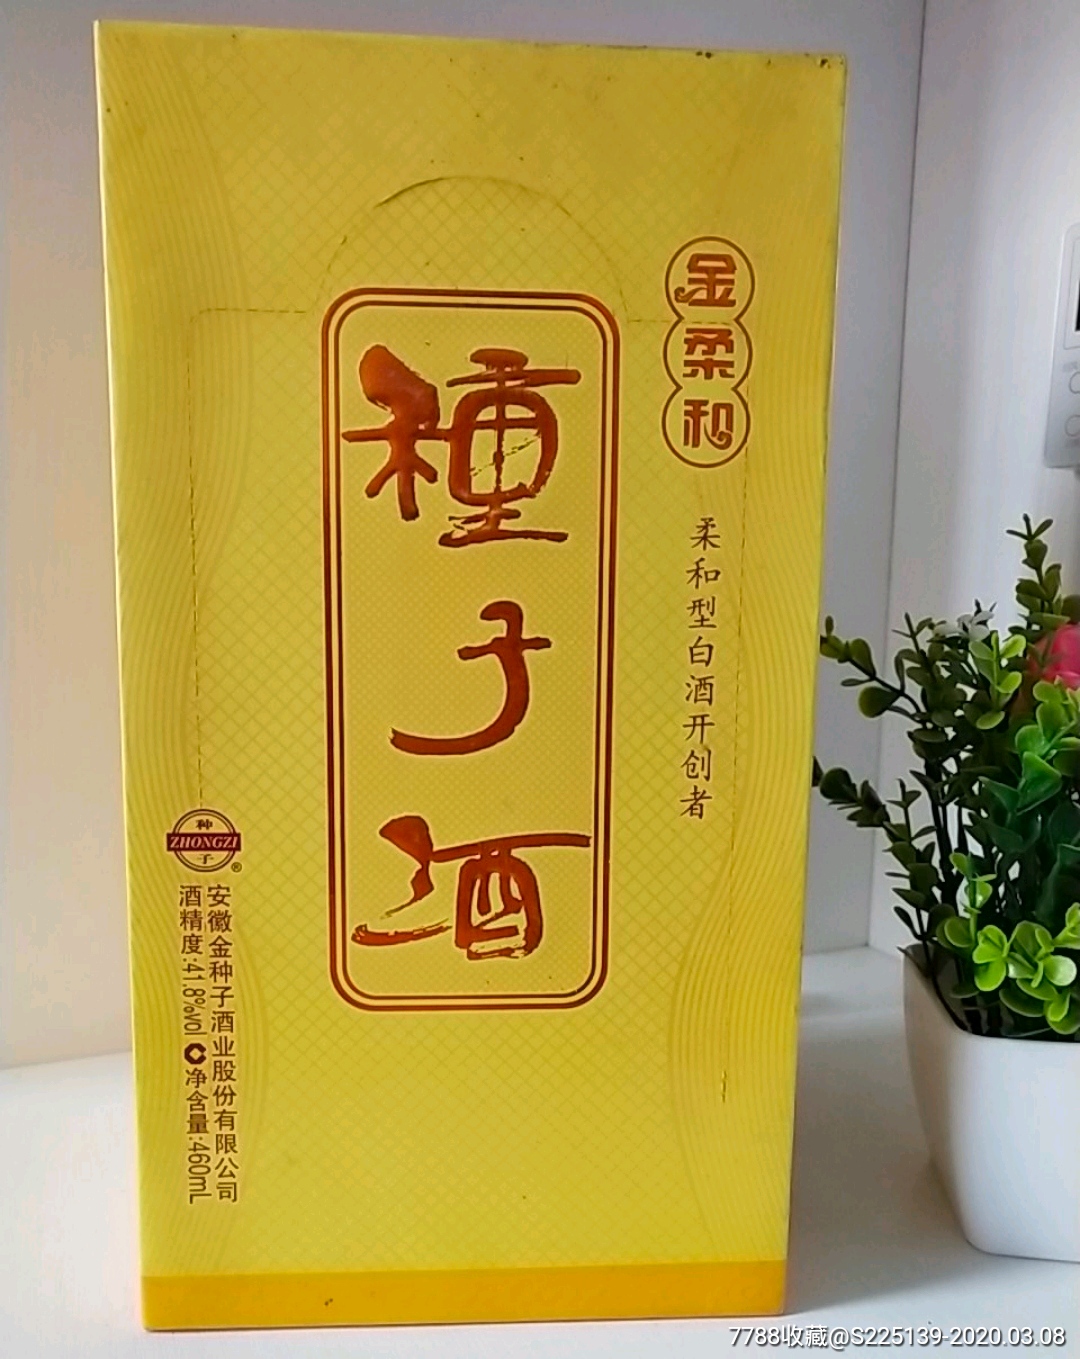 金柔和
柔和型白酒开创者
種子酒
种
ZHONGZI
子
®
安徽金种子酒业股份有限公司
酒精度:41.8%vol 净含量:460mL
7788收藏@S225139-2020.03.08